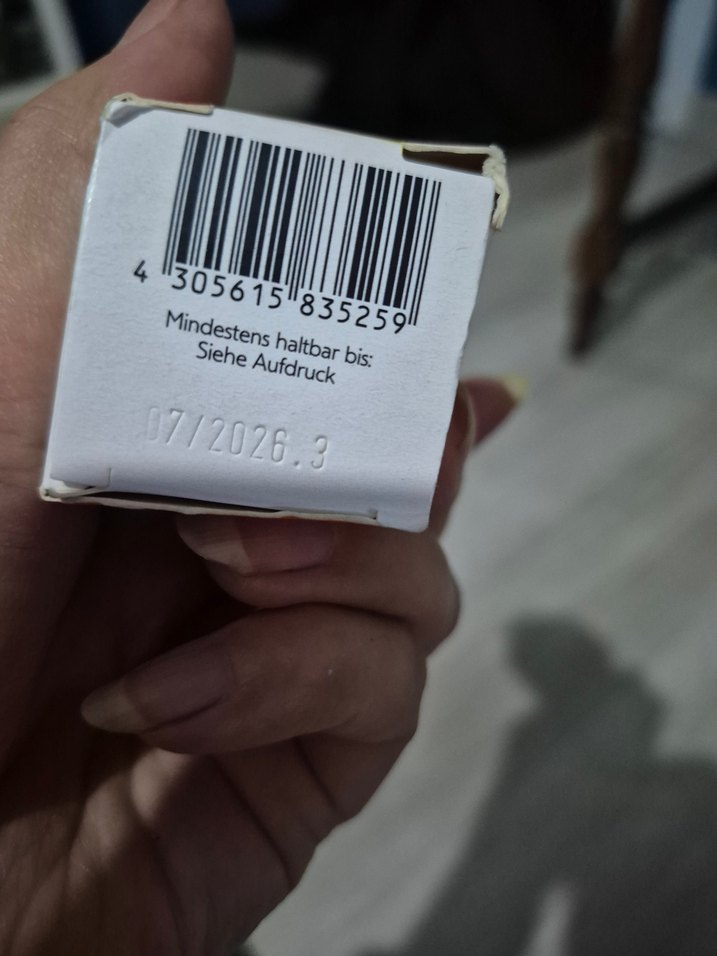 4 305615 835259
Mindestens haltbar bis:
Siehe Aufdruck
07/2026.3